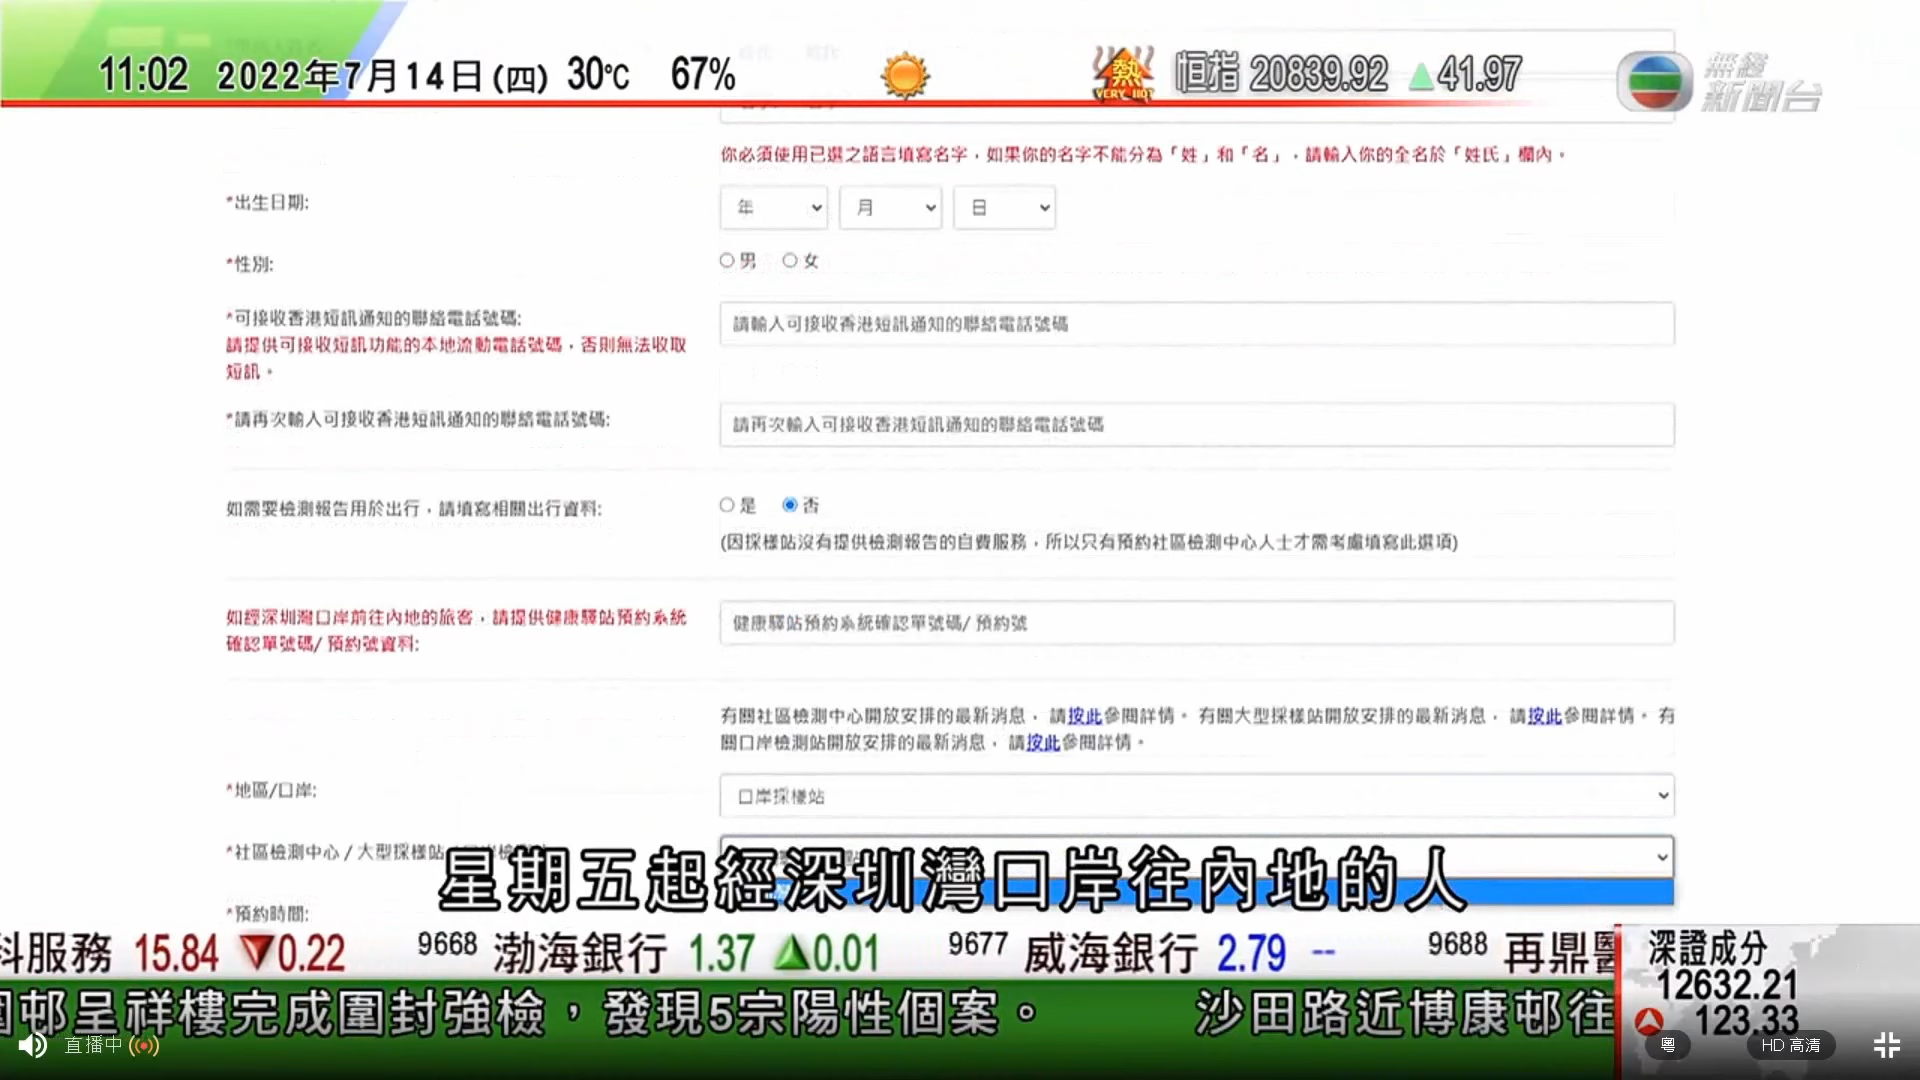 11:02 2022年7月14日(四) 30℃ 67% 熱 VERY HOT 恒指 20839.92 ▲41.97 無綫新聞台
你必須使用已選之語言填寫名字，如果你的名字不能分為「姓」和「名」，請輸入你的全名於「姓氏」欄內。
*出生日期: 年 月 日
*性別: 男 女
*可接收香港短訊通知的聯絡電話號碼: 請輸入可接收香港短訊通知的聯絡電話號碼
請提供可接收短訊功能的本地流動電話號碼，否則無法收取
短訊。
*請再次輸入可接收香港短訊通知的聯絡電話號碼: 請再次輸入可接收香港短訊通知的聯絡電話號碼
如需要檢測報告用於出行，請填寫相關出行資料: 是 否
(因採樣站沒有提供檢測報告的自費服務，所以只有預約社區檢測中心人士才需考慮填寫此選項)
如經深圳灣口岸前往內地的旅客，請提供健康驛站預約系統
確認單號碼/ 預約號資料: 健康驛站預約系統確認單號碼/ 預約號
有關社區檢測中心開放安排的最新消息， 請按此參閱詳情。 有關大型採樣站開放安排的最新消息， 請按此參閱詳情。 有
關口岸檢測站開放安排的最新消息， 請按此參閱詳情。
*地區/口岸: 口岸採樣站
*社區檢測中心 / 大型採樣站
星期五起經深圳灣口岸往內地的人
*預約時間:
科服務 15.84 ▼0.22 9668 渤海銀行 1.37 ▲0.01 9677 威海銀行 2.79 -- 9688 再鼎醫
深證成分
12632.21
123.33
邨呈祥樓完成圍封強檢，發現5宗陽性個案。 沙田路近博康邨往
直播中 粵 HD 高清